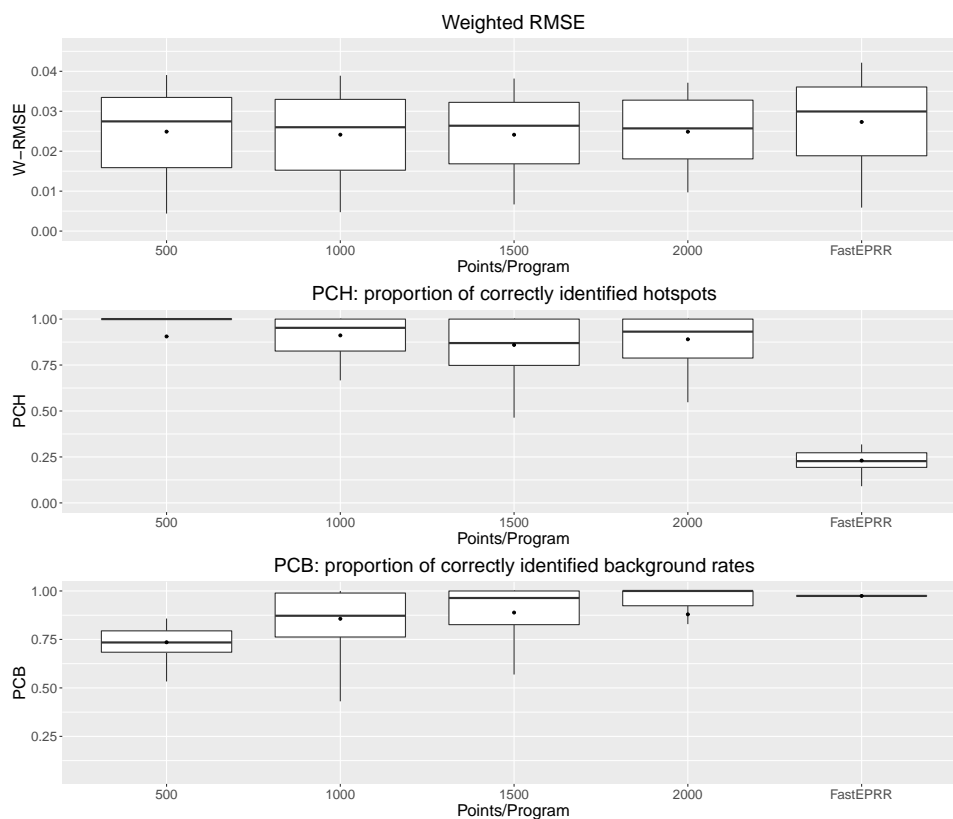 Weighted RMSE
W−RMSE
0.04
0.03
0.02
0.01
0.00
500 1000 1500 2000 FastEPRR
Points/Program
PCH: proportion of correctly identified hotspots
PCH
1.00
0.75
0.50
0.25
0.00
500 1000 1500 2000 FastEPRR
Points/Program
PCB: proportion of correctly identified background rates
PCB
1.00
0.75
0.50
0.25
500 1000 1500 2000 FastEPRR
Points/Program